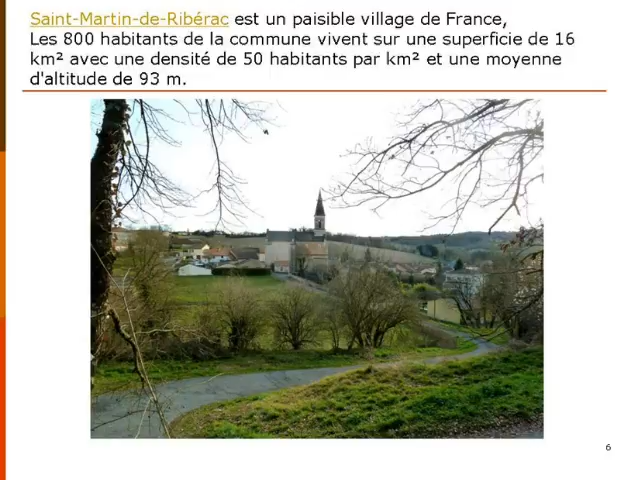 Saint-Martin-de-Ribérac est un paisible village de France,
Les 800 habitants de la commune vivent sur une superficie de 16
km² avec une densité de 50 habitants par km² et une moyenne
d'altitude de 93 m.
6